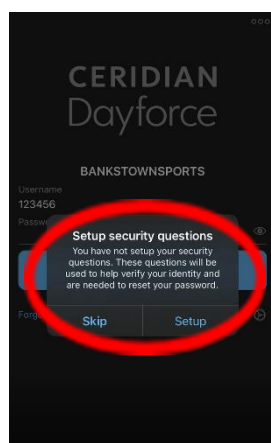 CERIDIAN
Dayforce
BANKSTOWNSPORTS
Username
123456
Setup security questions
You have not setup your security
questions. These questions will be
used to help verify your identity and
are needed to reset your password.
Skip
Setup